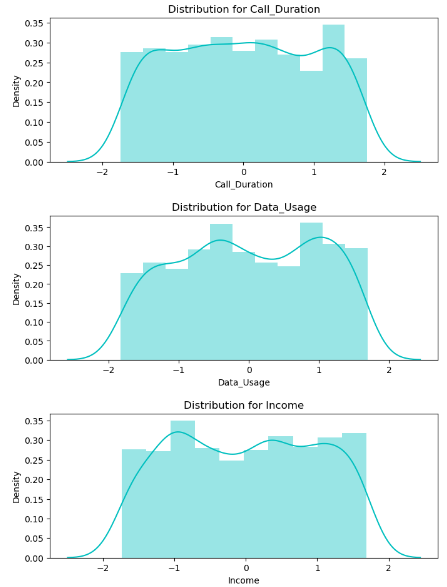 Distribution for Call_Duration
0.35
0.30
0.25
0.20
0.15
0.10
0.05
0.00
Density
−2 −1 0 1 2
Call_Duration
Distribution for Data_Usage
0.35
0.30
0.25
0.20
0.15
0.10
0.05
0.00
Density
−2 −1 0 1 2
Data_Usage
Distribution for Income
0.35
0.30
0.25
0.20
0.15
0.10
0.05
0.00
Density
−2 −1 0 1 2
Income